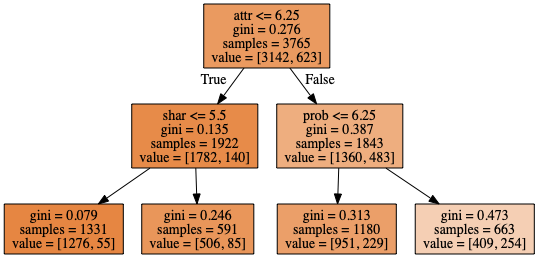 attr <= 6.25
gini = 0.276
samples = 3765
value = [3142, 623]
True
False
shar <= 5.5
gini = 0.135
samples = 1922
value = [1782, 140]
prob <= 6.25
gini = 0.387
samples = 1843
value = [1360, 483]
gini = 0.079
samples = 1331
value = [1276, 55]
gini = 0.246
samples = 591
value = [506, 85]
gini = 0.313
samples = 1180
value = [951, 229]
gini = 0.473
samples = 663
value = [409, 254]